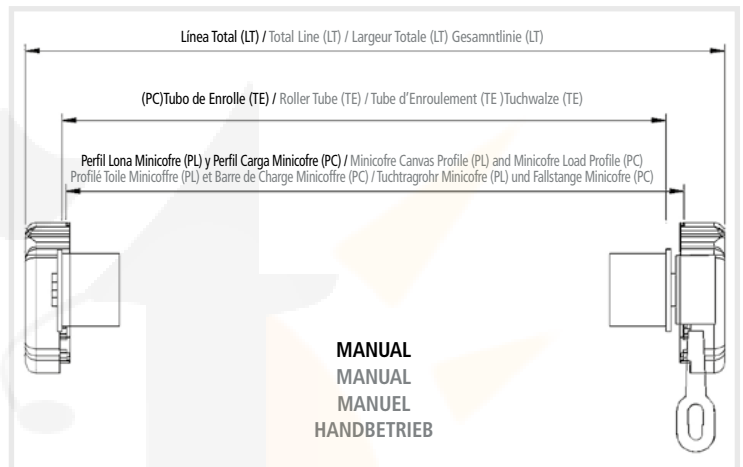 Línea Total (LT) / Total Line (LT) / Largeur Totale (LT) Gesamntlinie (LT)
(PC)Tubo de Enrolle (TE) / Roller Tube (TE) / Tube d'Enroulement (TE )Tuchwalze (TE)
Perfil Lona Minicofre (PL) y Perfil Carga Minicofre (PC) / Minicofre Canvas Profile (PL) and Minicofre Load Profile (PC)
Profilé Toile Minicoffre (PL) et Barre de Charge Minicoffre (PC) / Tuchtragrohr Minicofre (PL) und Fallstange Minicofre (PC)
MANUAL
MANUAL
MANUEL
HANDBETRIEB